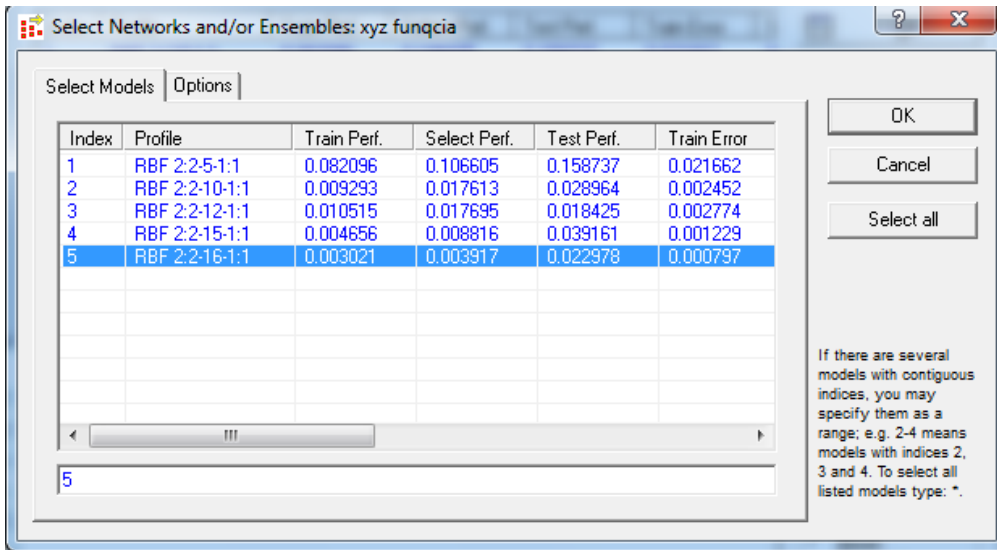 Select Networks and/or Ensembles: xyz funqcia
Select Models Options
OK
Cancel
Select all
Index Profile Train Perf. Select Perf. Test Perf. Train Error
1 RBF 2:2-5-1:1 0.082096 0.106605 0.158737 0.021662
2 RBF 2:2-10-1:1 0.009293 0.017613 0.028964 0.002452
3 RBF 2:2-12-1:1 0.010515 0.017695 0.018425 0.002774
4 RBF 2:2-15-1:1 0.004656 0.008816 0.039161 0.001229
5 RBF 2:2-16-1:1 0.003021 0.003917 0.022978 0.000797
5
If there are several
models with contiguous
indices, you may
specify them as a
range; e.g. 2-4 means
models with indices 2,
3 and 4. To select all
listed models type: *.